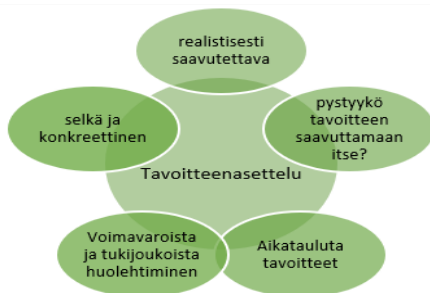 realistisesti
saavutettava
selkä ja
konkreettinen
pystyykö
tavoitteen
saavuttamaan
itse?
Tavoitteenasettelu
Voimavaroista
ja tukijoukoista
huolehtiminen
Aikatauluta
tavoitteet